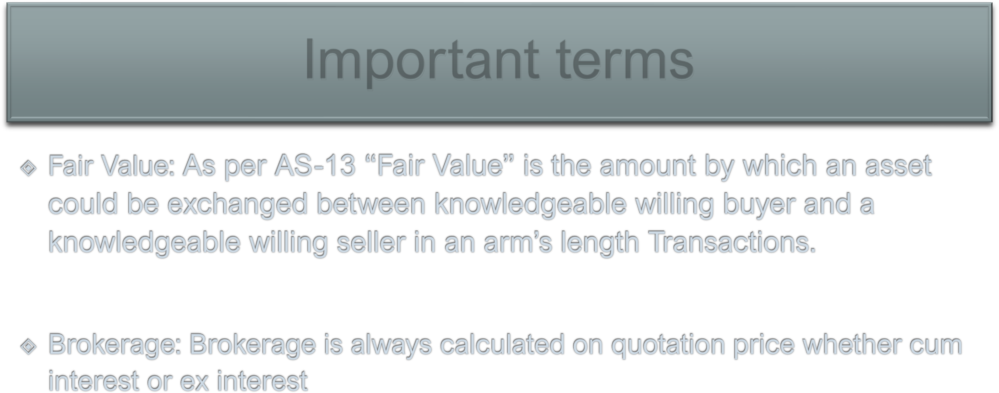 Important terms
Fair Value: As per AS-13 “Fair Value” is the amount by which an asset
could be exchanged between knowledgeable willing buyer and a
knowledgeable willing seller in an arm’s length Transactions.
Brokerage: Brokerage is always calculated on quotation price whether cum
interest or ex interest